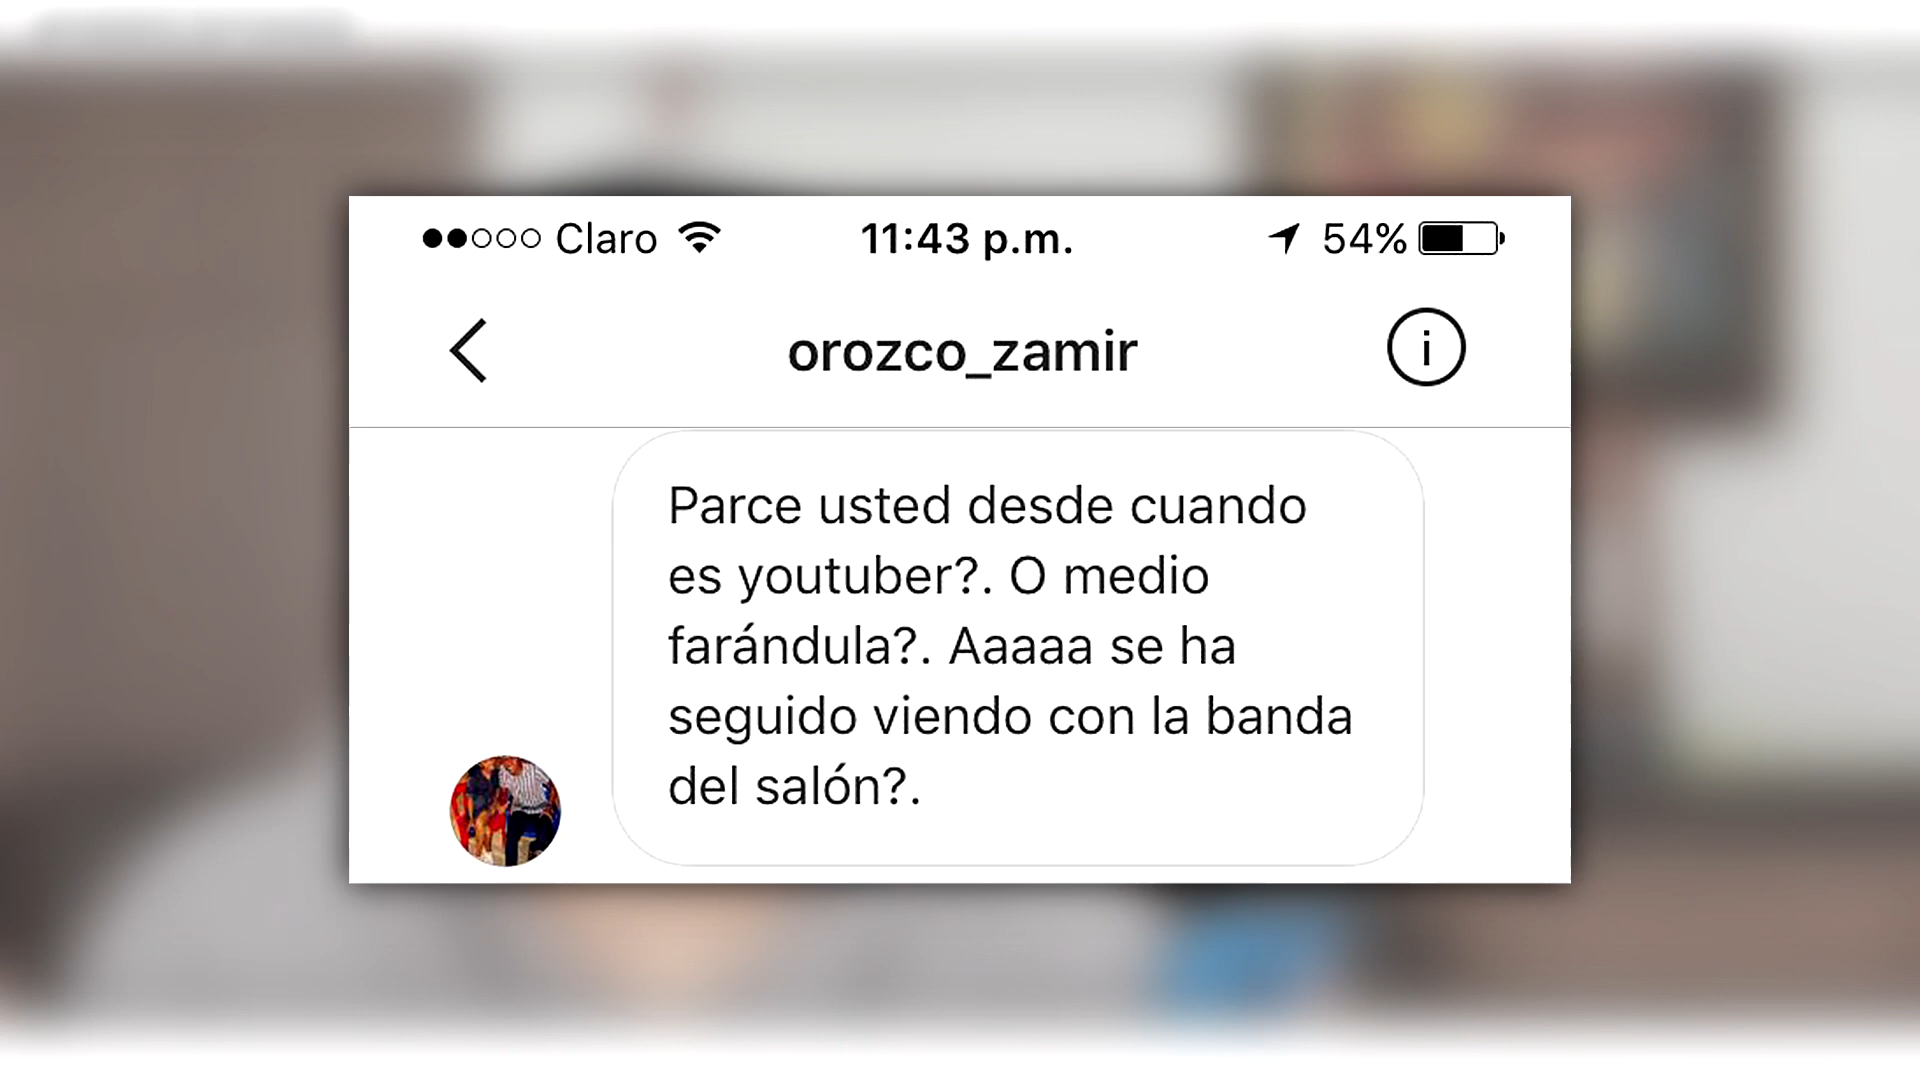 Claro 11:43 p.m. 54%
orozco_zamir
Parce usted desde cuando
es youtuber?. O medio
farándula?. Aaaaa se ha
seguido viendo con la banda
del salón?.